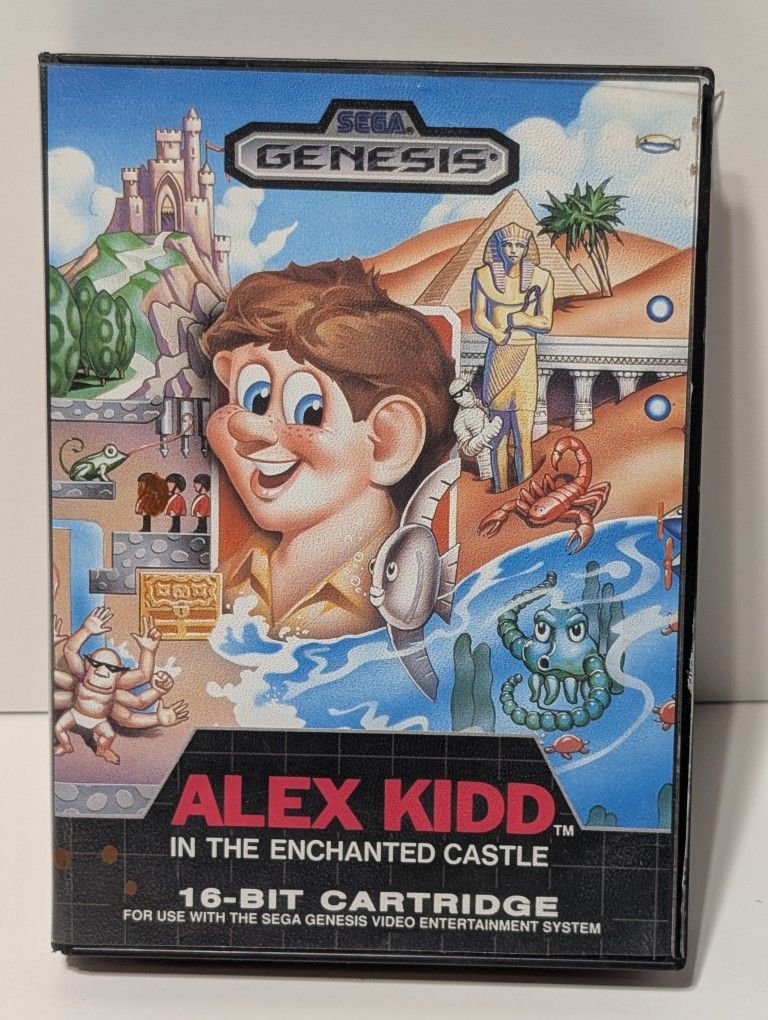 SEGA®
GENESIS®
ALEX KIDD™
IN THE ENCHANTED CASTLE
16-BIT CARTRIDGE
FOR USE WITH THE SEGA GENESIS VIDEO ENTERTAINMENT SYSTEM